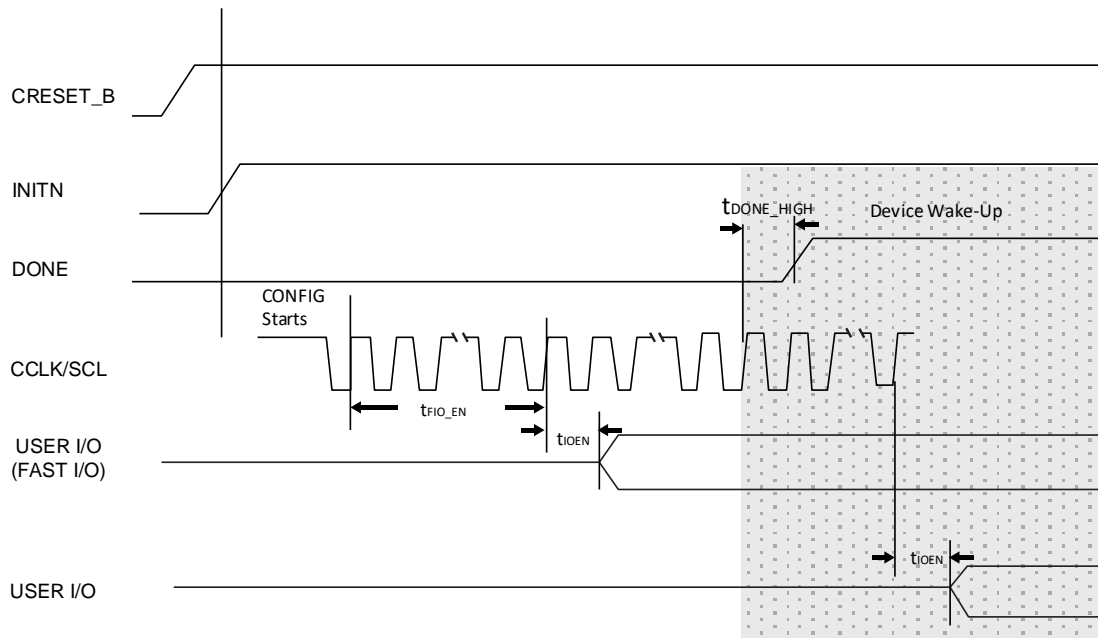 CRESET_B
INITN
tDONE_HIGH
Device Wake-Up
DONE
CONFIG
Starts
CCLK/SCL
tFIO_EN
tIOEN
USER I/O
(FAST I/O)
tIOEN
USER I/O